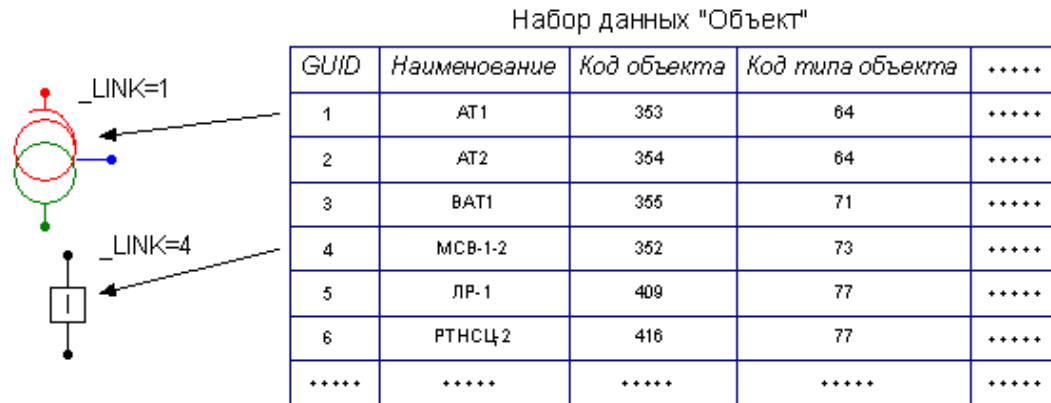 Набор данных "Объект"
GUID Наименование Код объекта Код типа объекта •••••
_LINK=1
1 АТ1 353 64 •••••
2 АТ2 354 64 •••••
3 ВАТ1 355 71 •••••
_LINK=4
4 МСВ-1-2 352 73 •••••
5 ЛР-1 409 77 •••••
6 РТНСЦ-2 416 77 •••••
••••• ••••• ••••• ••••• •••••